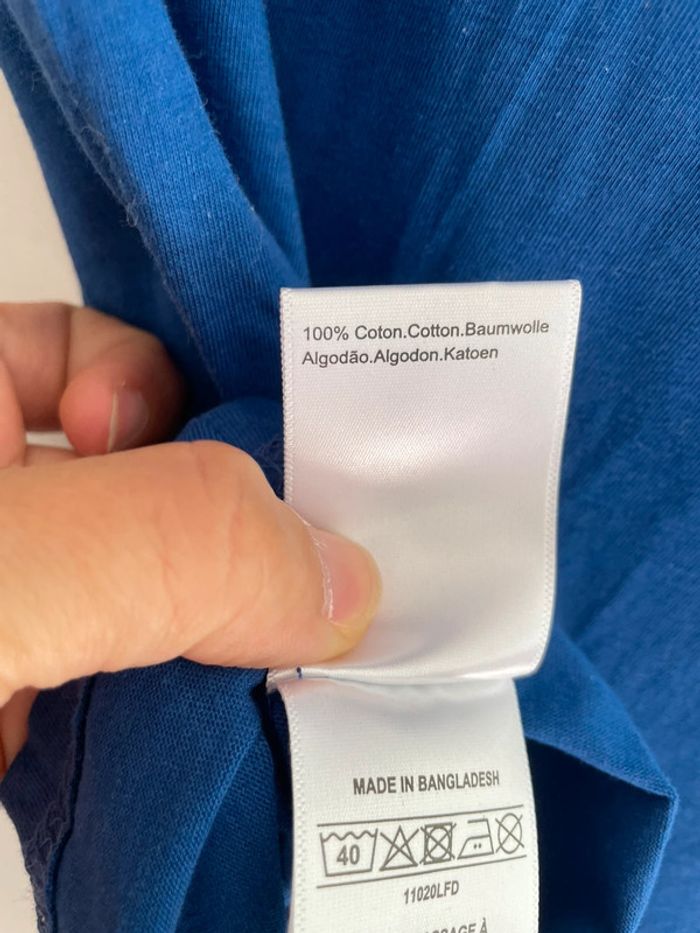 100% Coton.Cotton.Baumwolle
Algodão.Algodon.Katoen
MADE IN BANGLADESH
40
11020LFD
À